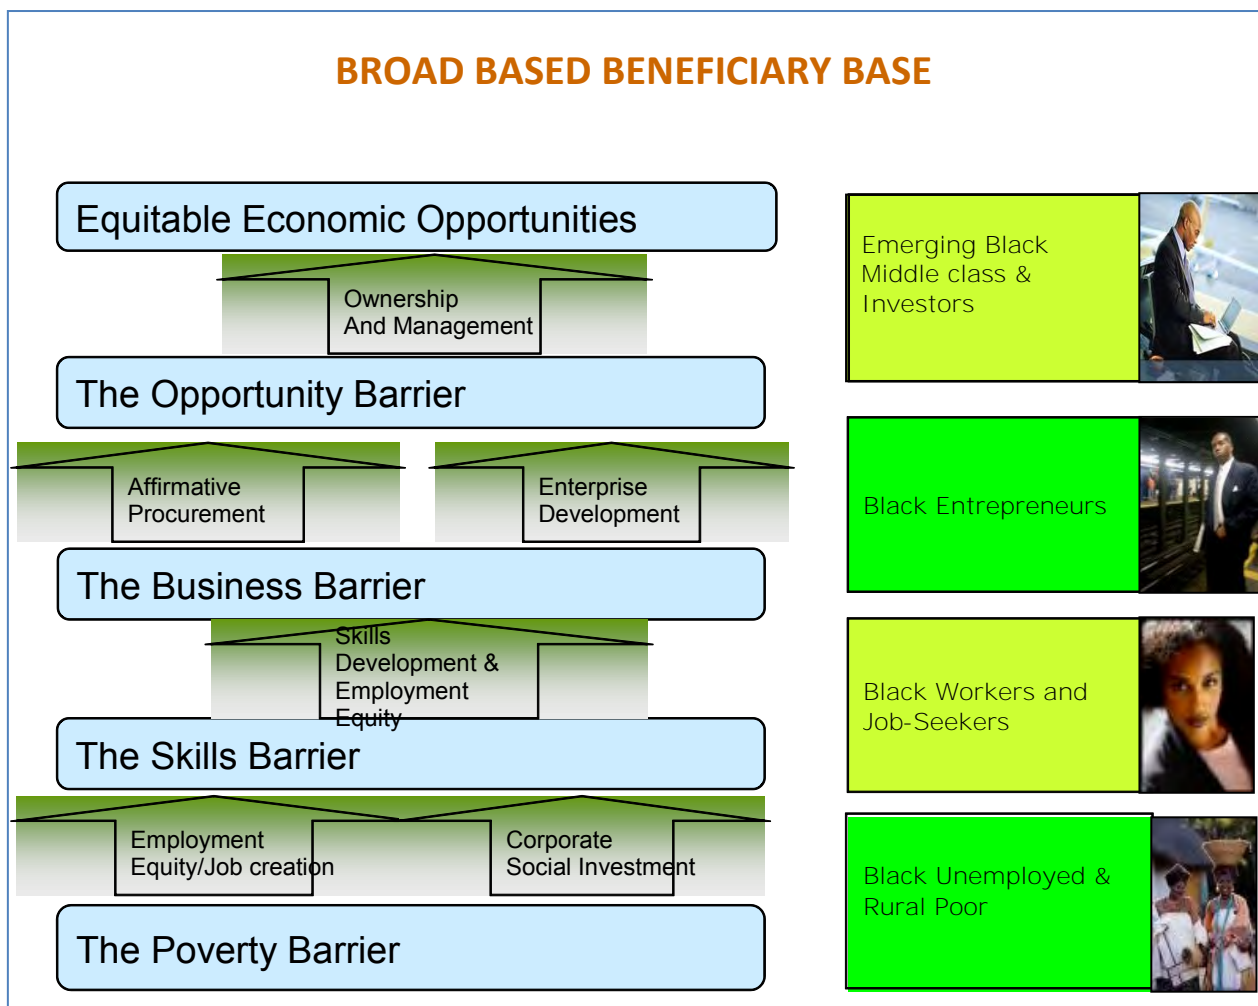 BROAD BASED BENEFICIARY BASE
Equitable Economic Opportunities
Ownership
And Management
The Opportunity Barrier
Affirmative
Procurement
Enterprise
Development
The Business Barrier
Skills
Development &
Employment
Equity
The Skills Barrier
Employment
Equity/Job creation
Corporate
Social Investment
The Poverty Barrier
Emerging Black
Middle class &
Investors
Black Entrepreneurs
Black Workers and
Job-Seekers
Black Unemployed &
Rural Poor